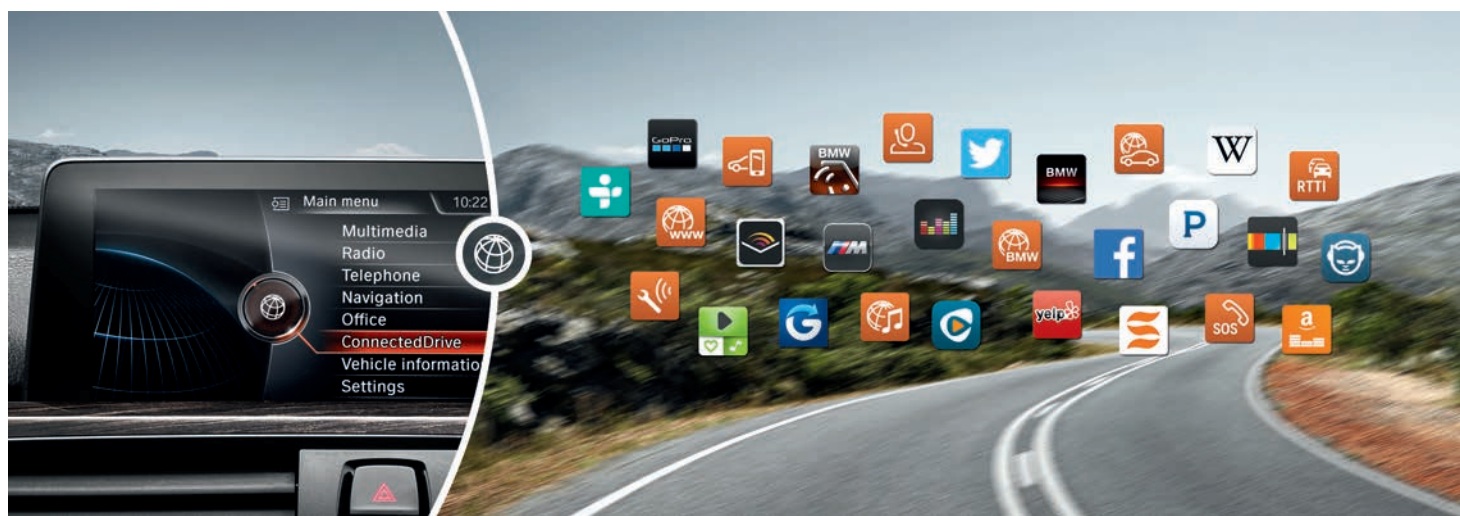 Main menu
10:22
Multimedia
Radio
Telephone
Navigation
Office
ConnectedDrive
Vehicle informatio
Settings
GoPro
BMW
BMW
W
RTTI
WWW
M
BMW
f
P
yelp
SOS
a